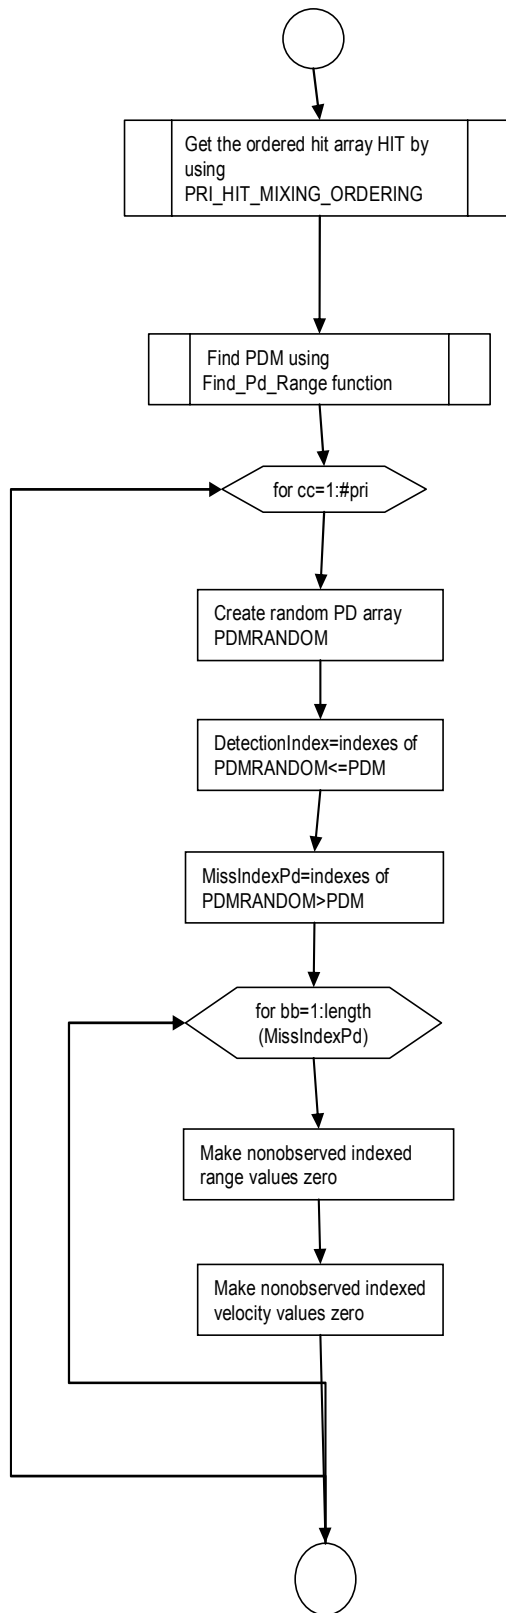 Get the ordered hit array HIT by
using
PRI_HIT_MIXING_ORDERING
Find PDM using
Find_Pd_Range function
for cc=1:#pri
Create random PD array
PDMRANDOM
DetectionIndex=indexes of
PDMRANDOM<=PDM
MissIndexPd=indexes of
PDMRANDOM>PDM
for bb=1:length
(MissIndexPd)
Make nonobserved indexed
range values zero
Make nonobserved indexed
velocity values zero